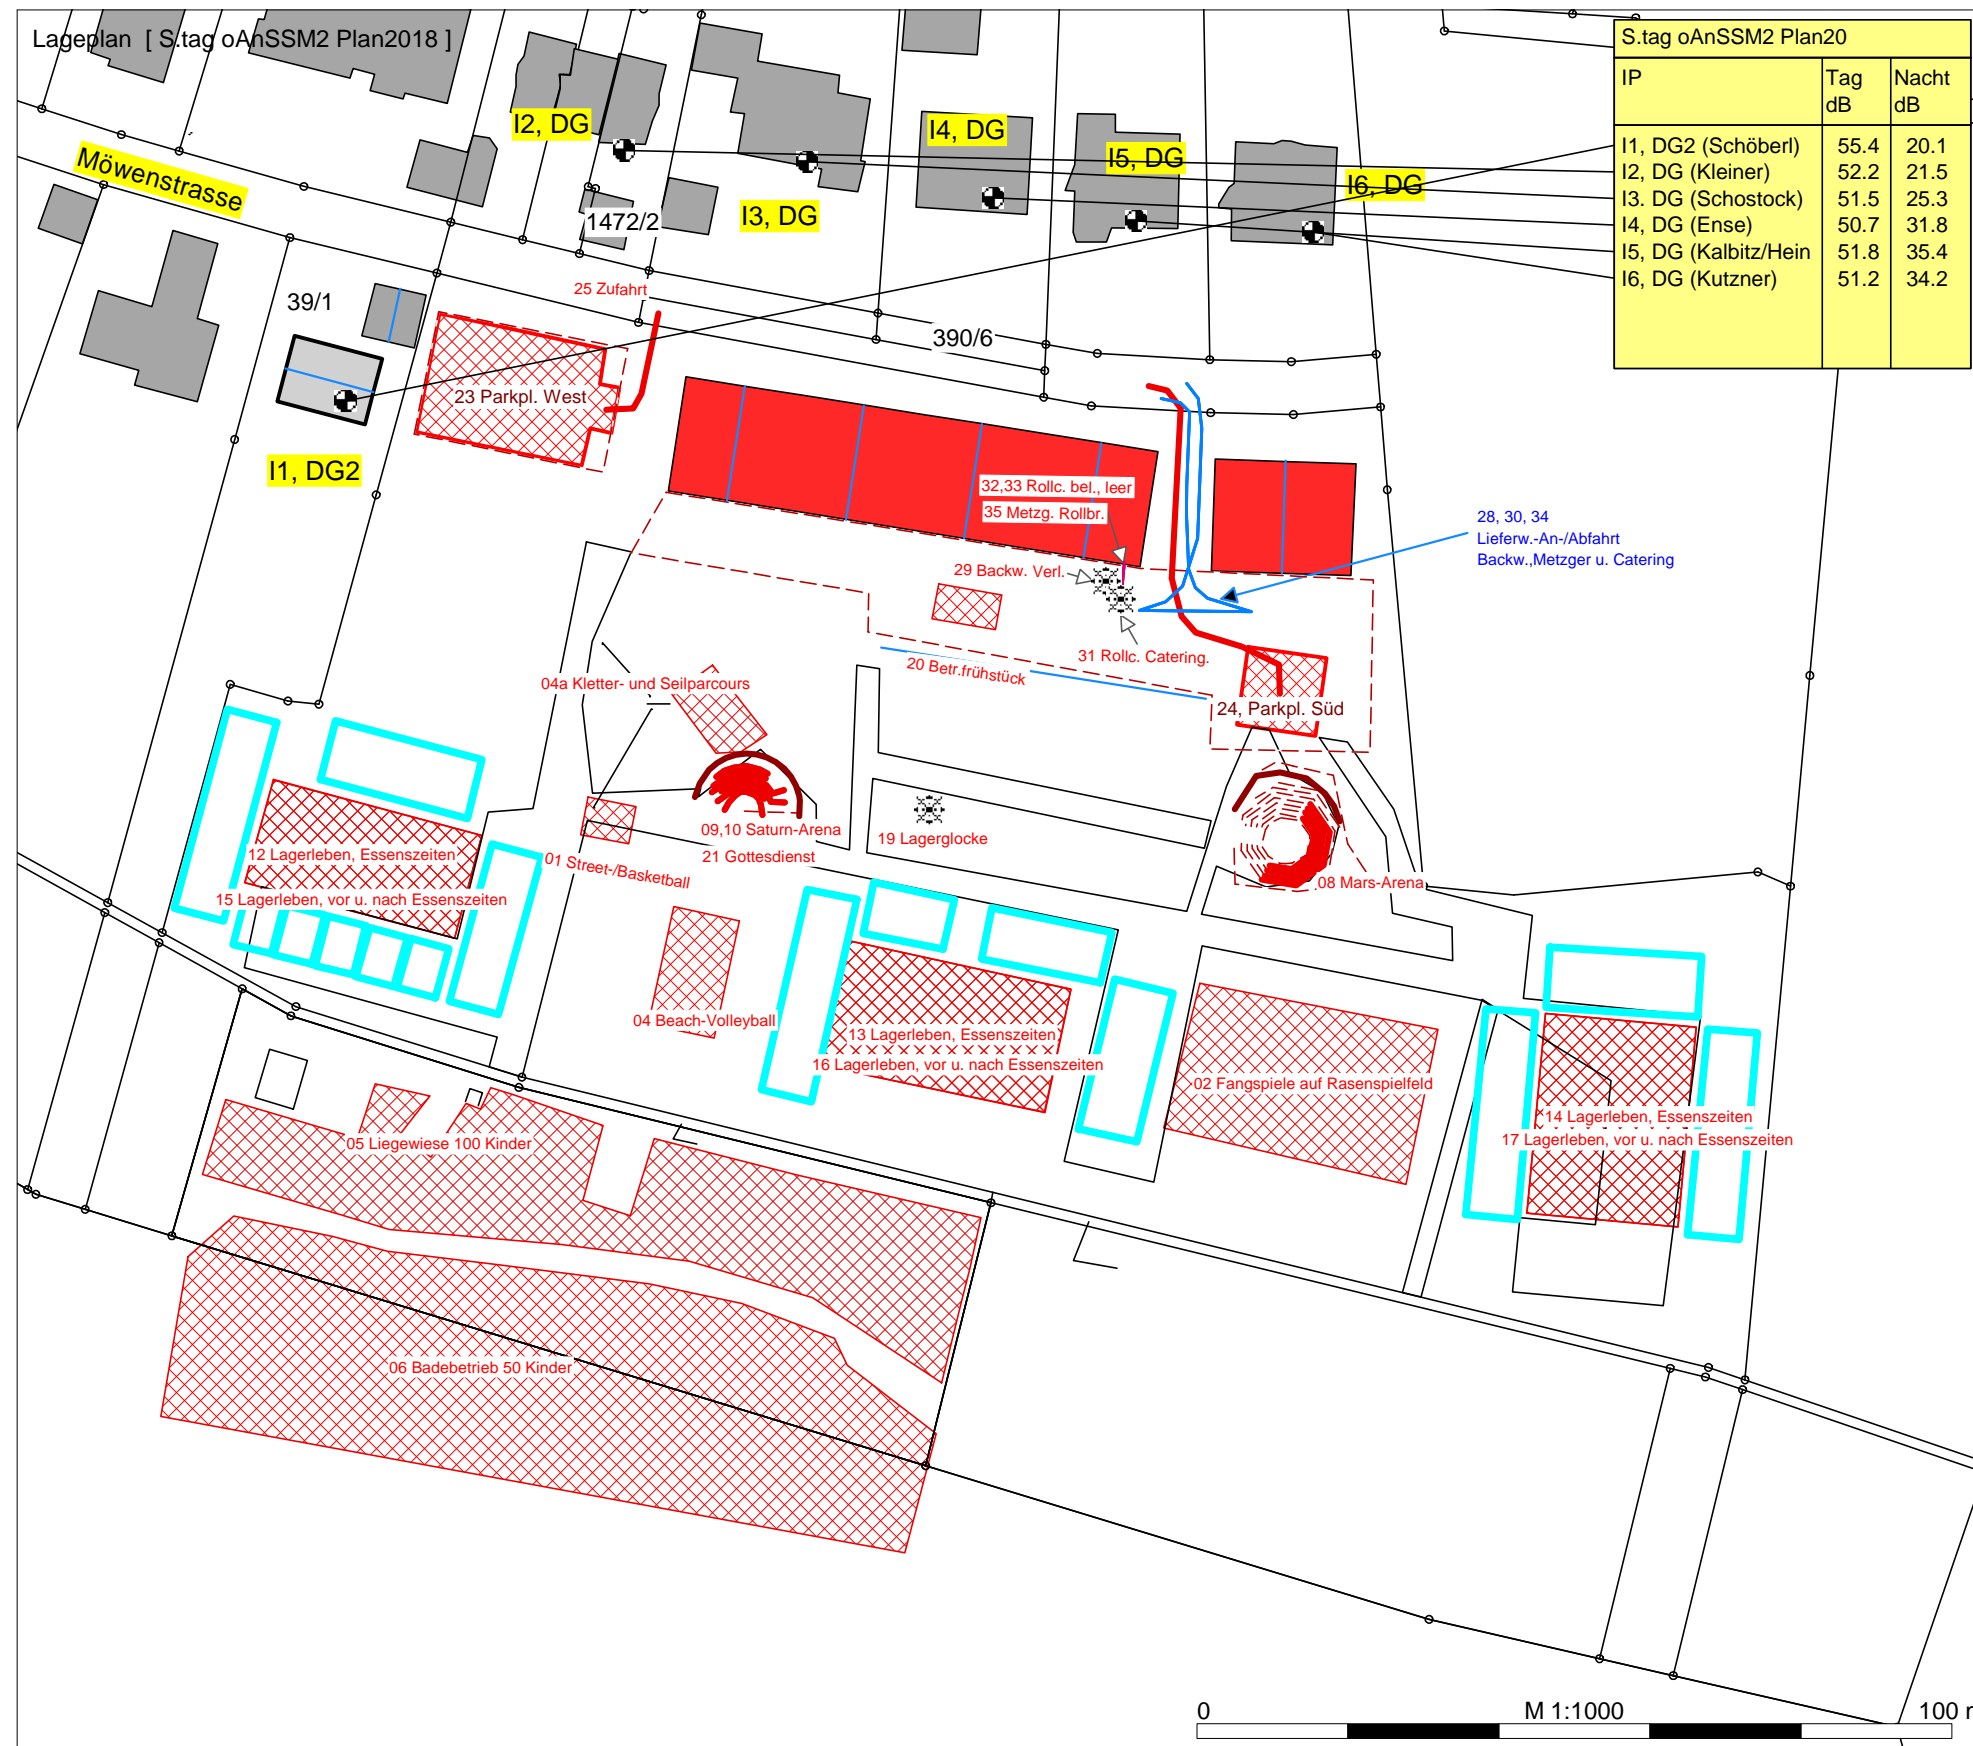 Lageplan [ S.tag oAnSSM2 Plan2018 ]
S.tag oAnSSM2 Plan20
IP Tag Nacht
dB dB
I1, DG2 (Schöberl) 55.4 20.1
I2, DG (Kleiner) 52.2 21.5
I3. DG (Schostock) 51.5 25.3
I4, DG (Ense) 50.7 31.8
I5, DG (Kalbitz/Hein 51.8 35.4
I6, DG (Kutzner) 51.2 34.2
I2, DG
I4, DG
I5, DG
I6, DG
Möwenstrasse
1472/2
I3, DG
25 Zufahrt
39/1
390/6
23 Parkpl. West
I1, DG2
32,33 Rollc. bel., leer
35 Metzg. Rollbr.
28, 30, 34
Lieferw.-An-/Abfahrt
Backw.,Metzger u. Catering
29 Backw. Verl.
31 Rollc. Catering.
20 Betr.frühstück
04a Kletter- und Seilparcours
24, Parkpl. Süd
09,10 Saturn-Arena
19 Lagerglocke
21 Gottesdienst
01 Street-/Basketball
12 Lagerleben, Essenszeiten
15 Lagerleben, vor u. nach Essenszeiten
08 Mars-Arena
04 Beach-Volleyball
13 Lagerleben, Essenszeiten
16 Lagerleben, vor u. nach Essenszeiten
02 Fangspiele auf Rasenspielfeld
14 Lagerleben, Essenszeiten
17 Lagerleben, vor u. nach Essenszeiten
05 Liegewiese 100 Kinder
06 Badebetrieb 50 Kinder
0 M 1:1000 100 m